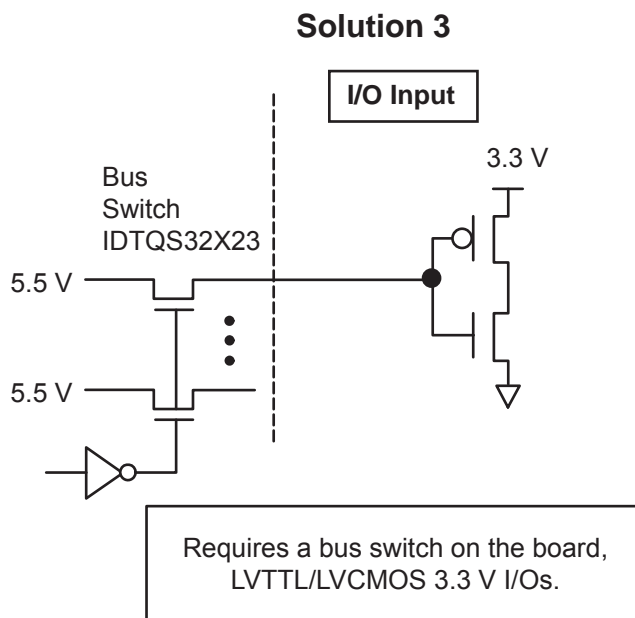 Solution 3
I/O Input
3.3 V
Bus
Switch
IDTQS32X23
5.5 V
5.5 V
Requires a bus switch on the board,
LVTTL/LVCMOS 3.3 V I/Os.